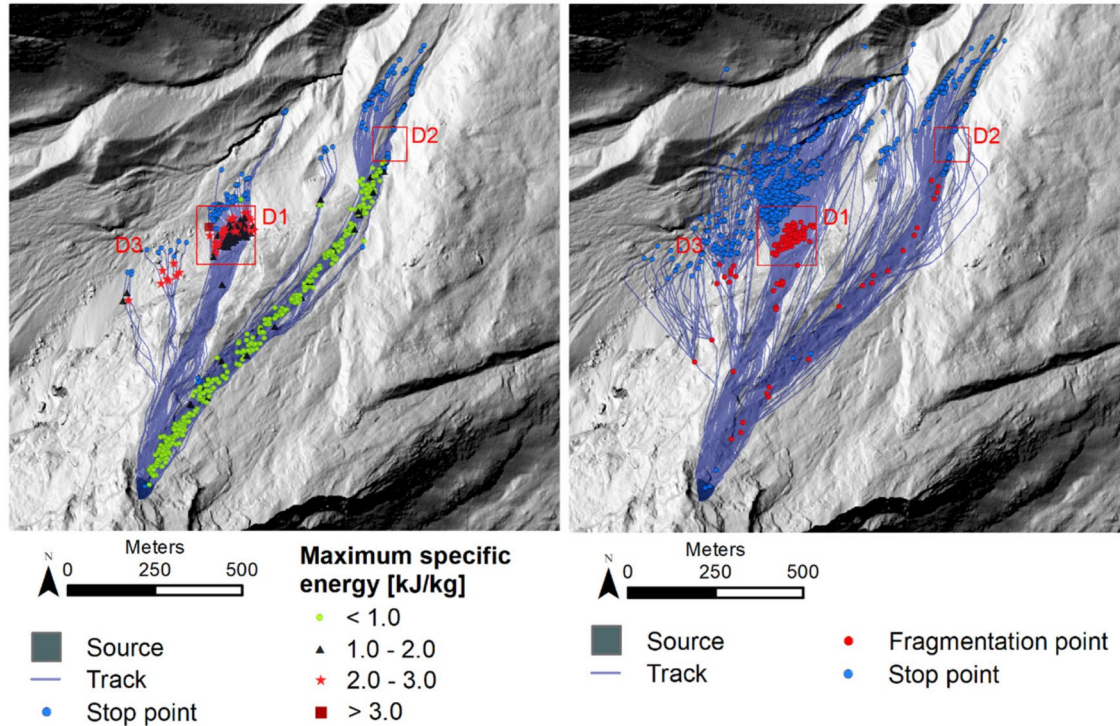 D2
D1
D3
D2
D1
D3
N
Meters
0 250 500
Source
Track
Stop point
Maximum specific
energy [kJ/kg]
< 1.0
1.0 - 2.0
2.0 - 3.0
> 3.0
N
Meters
0 250 500
Source
Track
Fragmentation point
Stop point